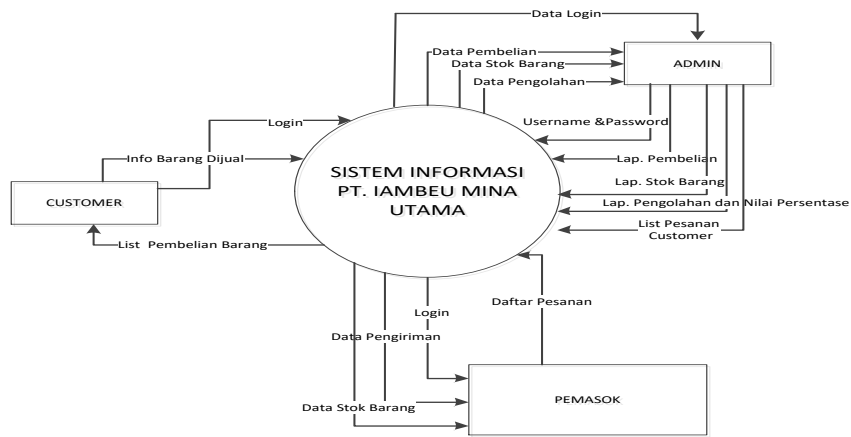 Data Login
Data Pembelian
Data Stok Barang
Data Pengolahan
ADMIN
Username &Password
Login
Info Barang Dijual
Lap. Pembelian
SISTEM INFORMASI
PT. IAMBEU MINA
UTAMA
Lap. Stok Barang
CUSTOMER
Lap. Pengolahan dan Nilai Persentase
List Pesanan
Customer
List Pembelian Barang
Daftar Pesanan
Login
Data Pengiriman
PEMASOK
Data Stok Barang